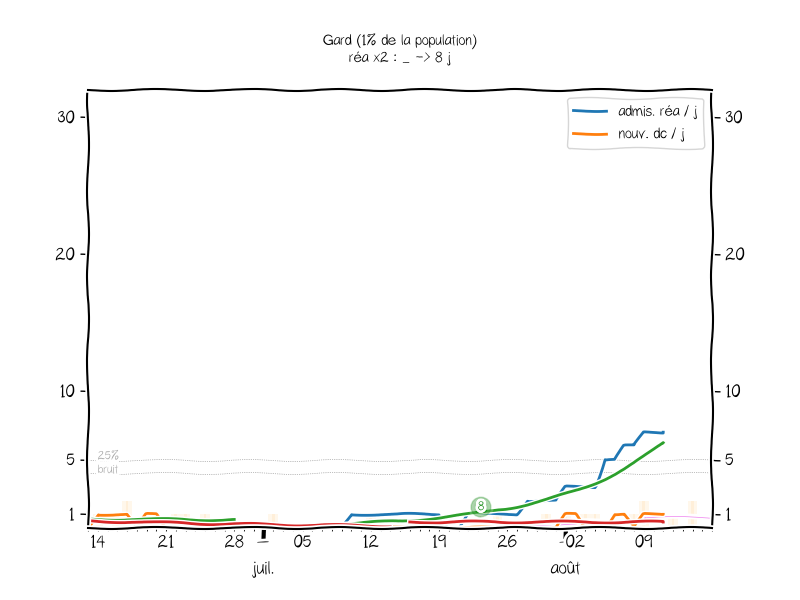 Gard (1% de la population)
réa x2 : _ -> 8 j
admis. réa / j
nouv. dc / j
30
30
20
20
10
10
5
5
25%
bruit
8
1
1
14 21 28 05 12 19 26 02 09
juil. août